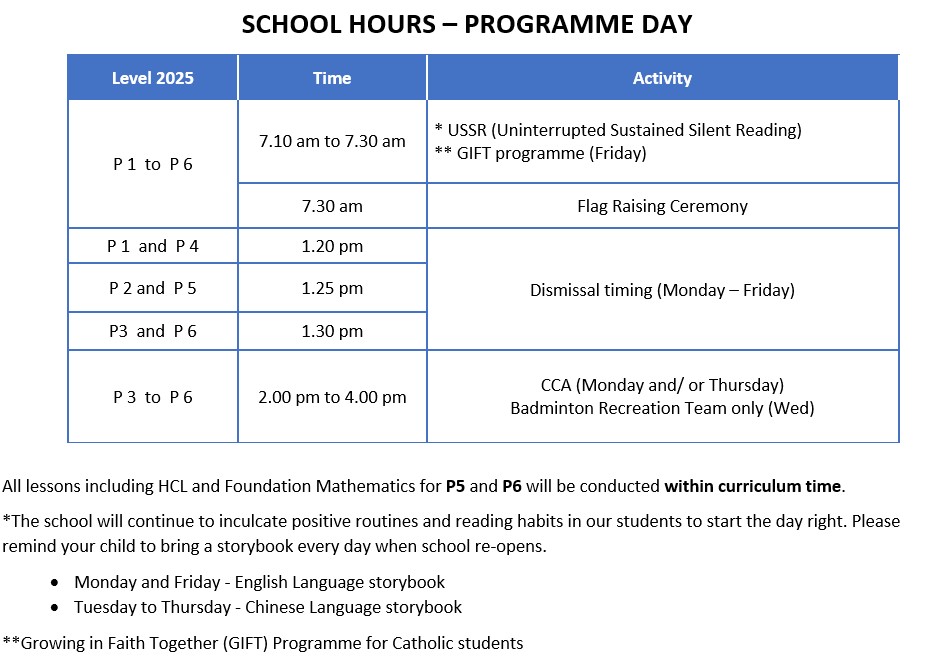 SCHOOL HOURS – PROGRAMME DAY
Level 2025
Time
Activity
P 1 to P 6
7.10 am to 7.30 am
* USSR (Uninterrupted Sustained Silent Reading)
** GIFT programme (Friday)
7.30 am
Flag Raising Ceremony
P 1 and P 4
1.20 pm
P 2 and P 5
1.25 pm
Dismissal timing (Monday – Friday)
P3 and P 6
1.30 pm
P 3 to P 6
2.00 pm to 4.00 pm
CCA (Monday and/ or Thursday)
Badminton Recreation Team only (Wed)
All lessons including HCL and Foundation Mathematics for P5 and P6 will be conducted within curriculum time.
*The school will continue to inculcate positive routines and reading habits in our students to start the day right. Please
remind your child to bring a storybook every day when school re-opens.
• Monday and Friday - English Language storybook
• Tuesday to Thursday - Chinese Language storybook
**Growing in Faith Together (GIFT) Programme for Catholic students